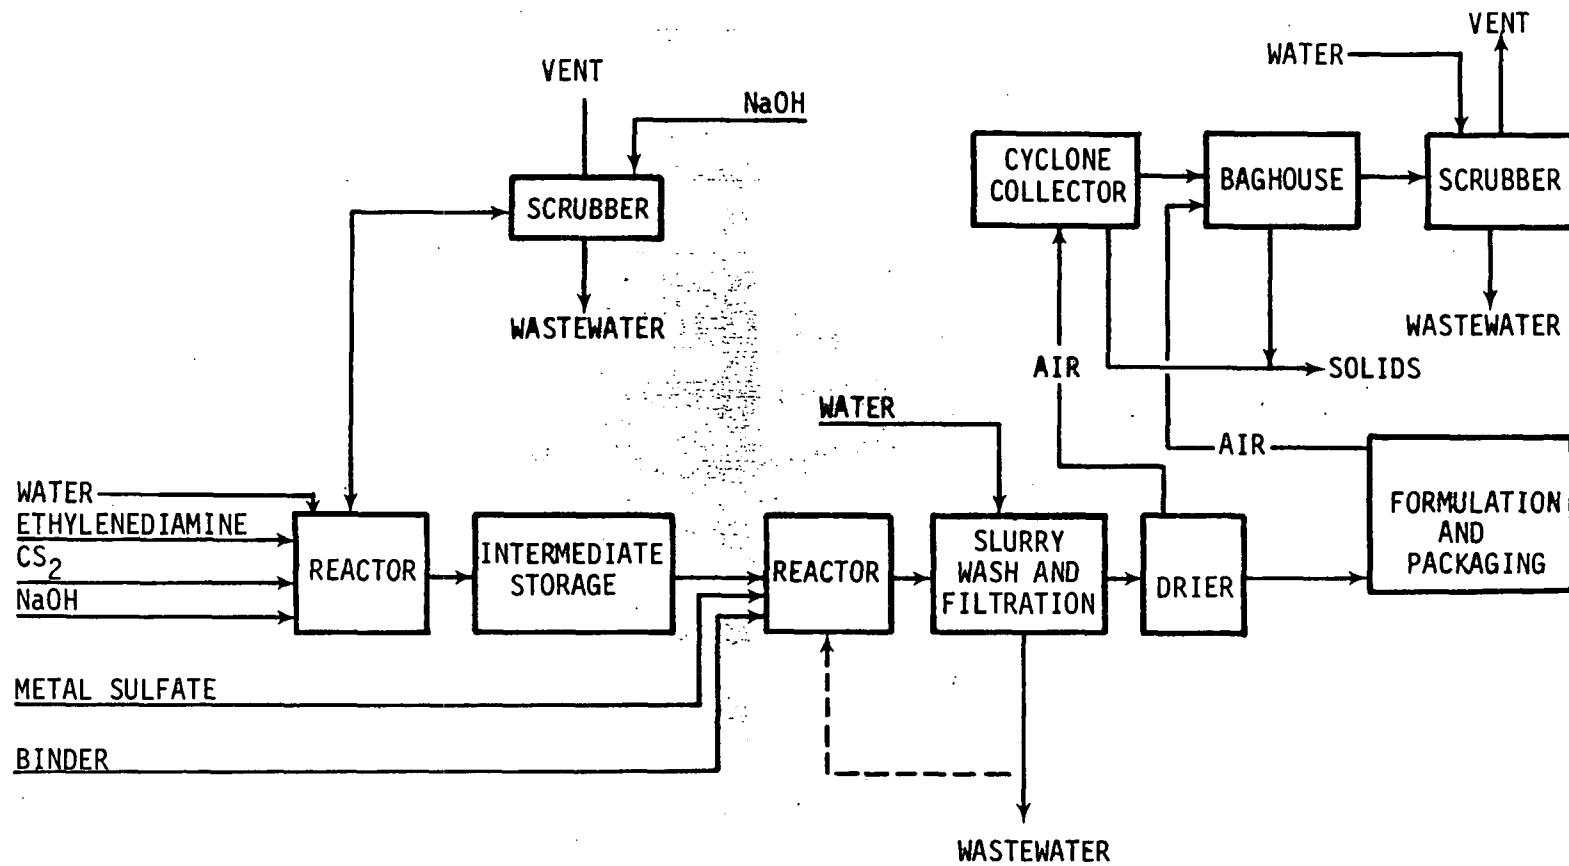 VENT
WATER
VENT
NaOH
CYCLONE
COLLECTOR
BAGHOUSE
SCRUBBER
SCRUBBER
WASTEWATER
WASTEWATER
AIR
SOLIDS
WATER
AIR
WATER
ETHYLENEDIAMINE
CS2
NaOH
REACTOR
INTERMEDIATE
STORAGE
REACTOR
SLURRY
WASH AND
FILTRATION
DRIER
FORMULATION
AND
PACKAGING
METAL SULFATE
BINDER
WASTEWATER